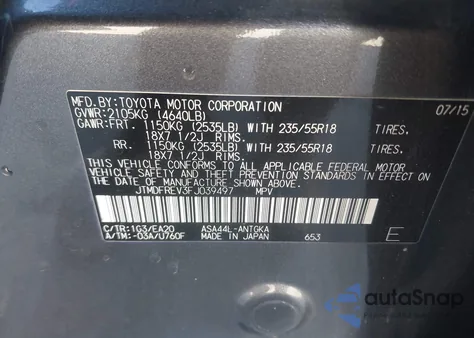 MFD.BY:TOYOTA MOTOR CORPORATION 07/15
GVWR:2105KG (4640LB)
GAWR:FRT. 1150KG (2535LB) WITH 235/55R18 TIRES.
18X7 1/2J RIMS.
RR. 1150KG (2535LB) WITH 235/55R18 TIRES.
18X7 1/2J RIMS.
THIS VEHICLE CONFORMS TO ALL APPLICABLE FEDERAL MOTOR
VEHICLE SAFETY AND THEFT PREVENTION STANDARDS IN EFFECT
ON THE DATE OF MANUFACTURE SHOWN ABOVE.
JTMDFREV3FJ039497 MPV
C/TR:1G3/EA20 ASA44L-ANTGKA
A/TM:-03A/U760F MADE IN JAPAN 653 E
autoSnap